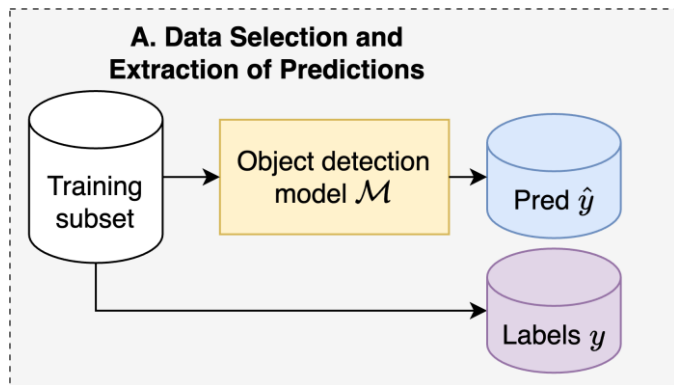 A. Data Selection and
Extraction of Predictions
Training
subset
Object detection
model ℳ
Pred ŷ
Labels y